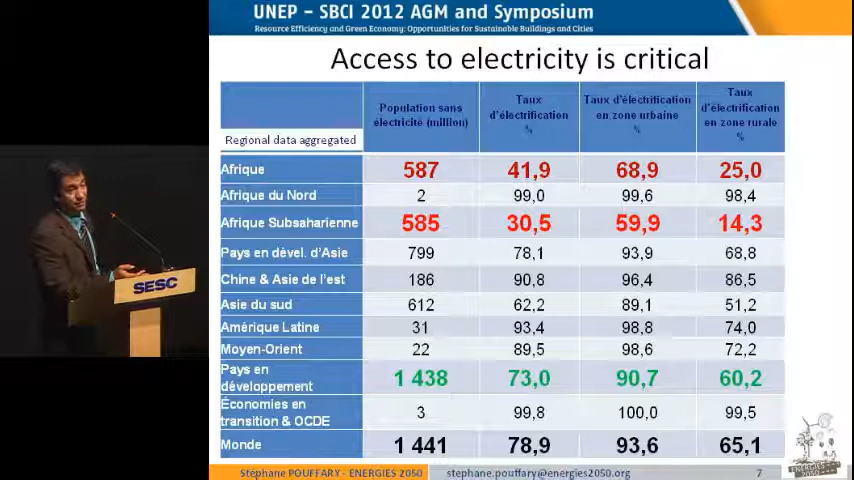 UNEP – SBCI 2012 AGM and Symposium
Resource Efficiency and Green Economy: Opportunities for Sustainable Buildings and Cities
Access to electricity is critical
Regional data aggregated
Population sans électricité (million)
Taux d'électrification %
Taux d'électrification en zone urbaine %
Taux d'électrification en zone rurale %
Afrique 587 41,9 68,9 25,0
Afrique du Nord 2 99,0 99,6 98,4
Afrique Subsaharienne 585 30,5 59,9 14,3
Pays en dével. d'Asie 799 78,1 93,9 68,8
Chine & Asie de l'est 186 90,8 96,4 86,5
Asie du sud 612 62,2 89,1 51,2
Amérique Latine 31 93,4 98,8 74,0
Moyen-Orient 22 89,5 98,6 72,2
Pays en développement 1 438 73,0 90,7 60,2
Économies en transition & OCDE 3 99,8 100,0 99,5
Monde 1 441 78,9 93,6 65,1
SESC
Stéphane POUFFARY - ENERGIES 2050 stephane.pouffary@energies2050.org 7
ENERGIES 2050